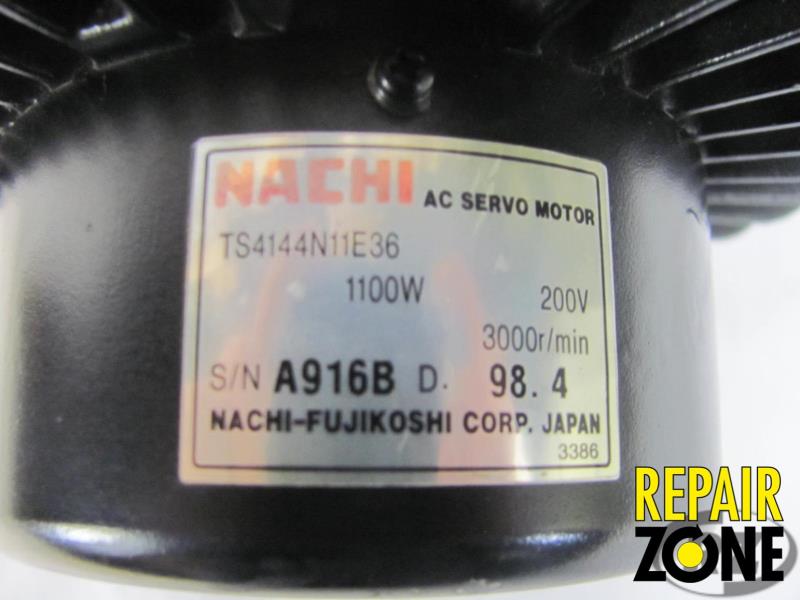 NACHI AC SERVO MOTOR
TS4144N11E36
1100W 200V
3000r/min
S/N A916B D. 98.4
NACHI-FUJIKOSHI CORP. JAPAN
3386
REPAIR
ZONE